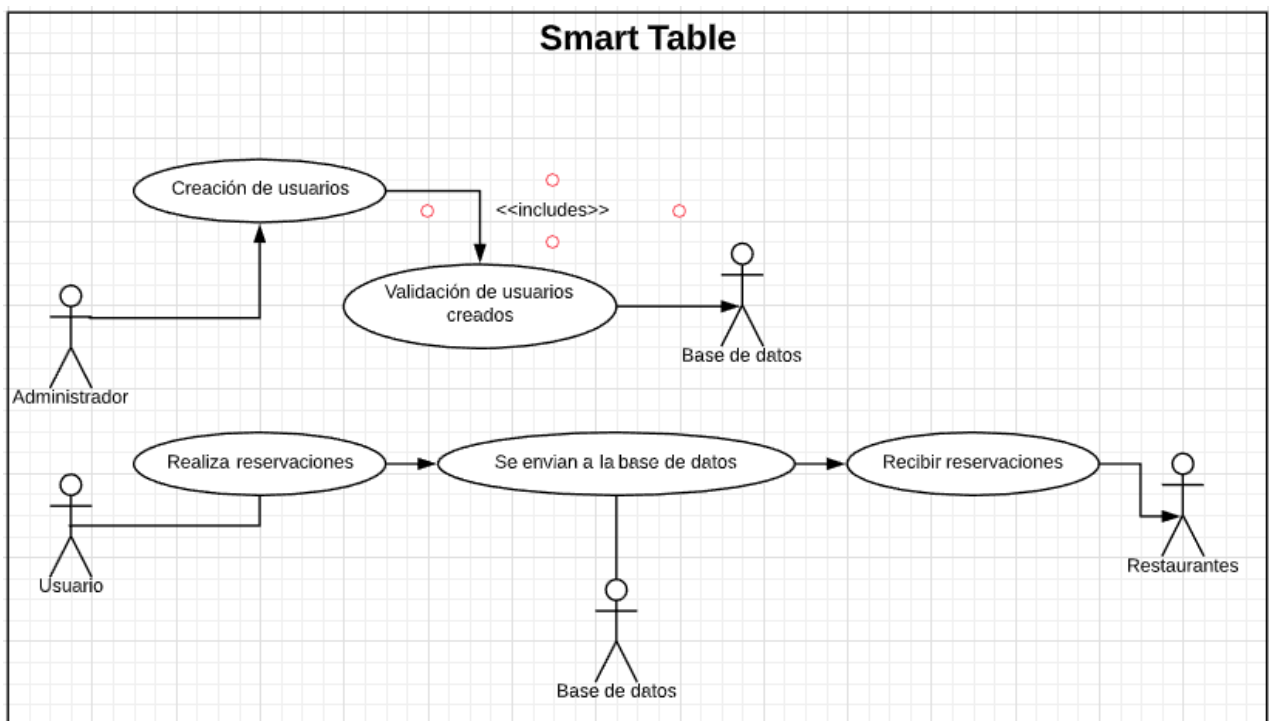 Smart Table
Creación de usuarios
<<includes>>
Validación de usuarios
creados
Base de datos
Administrador
Realiza reservaciones
Se envian a la base de datos
Recibir reservaciones
Usuario
Restaurantes
Base de datos